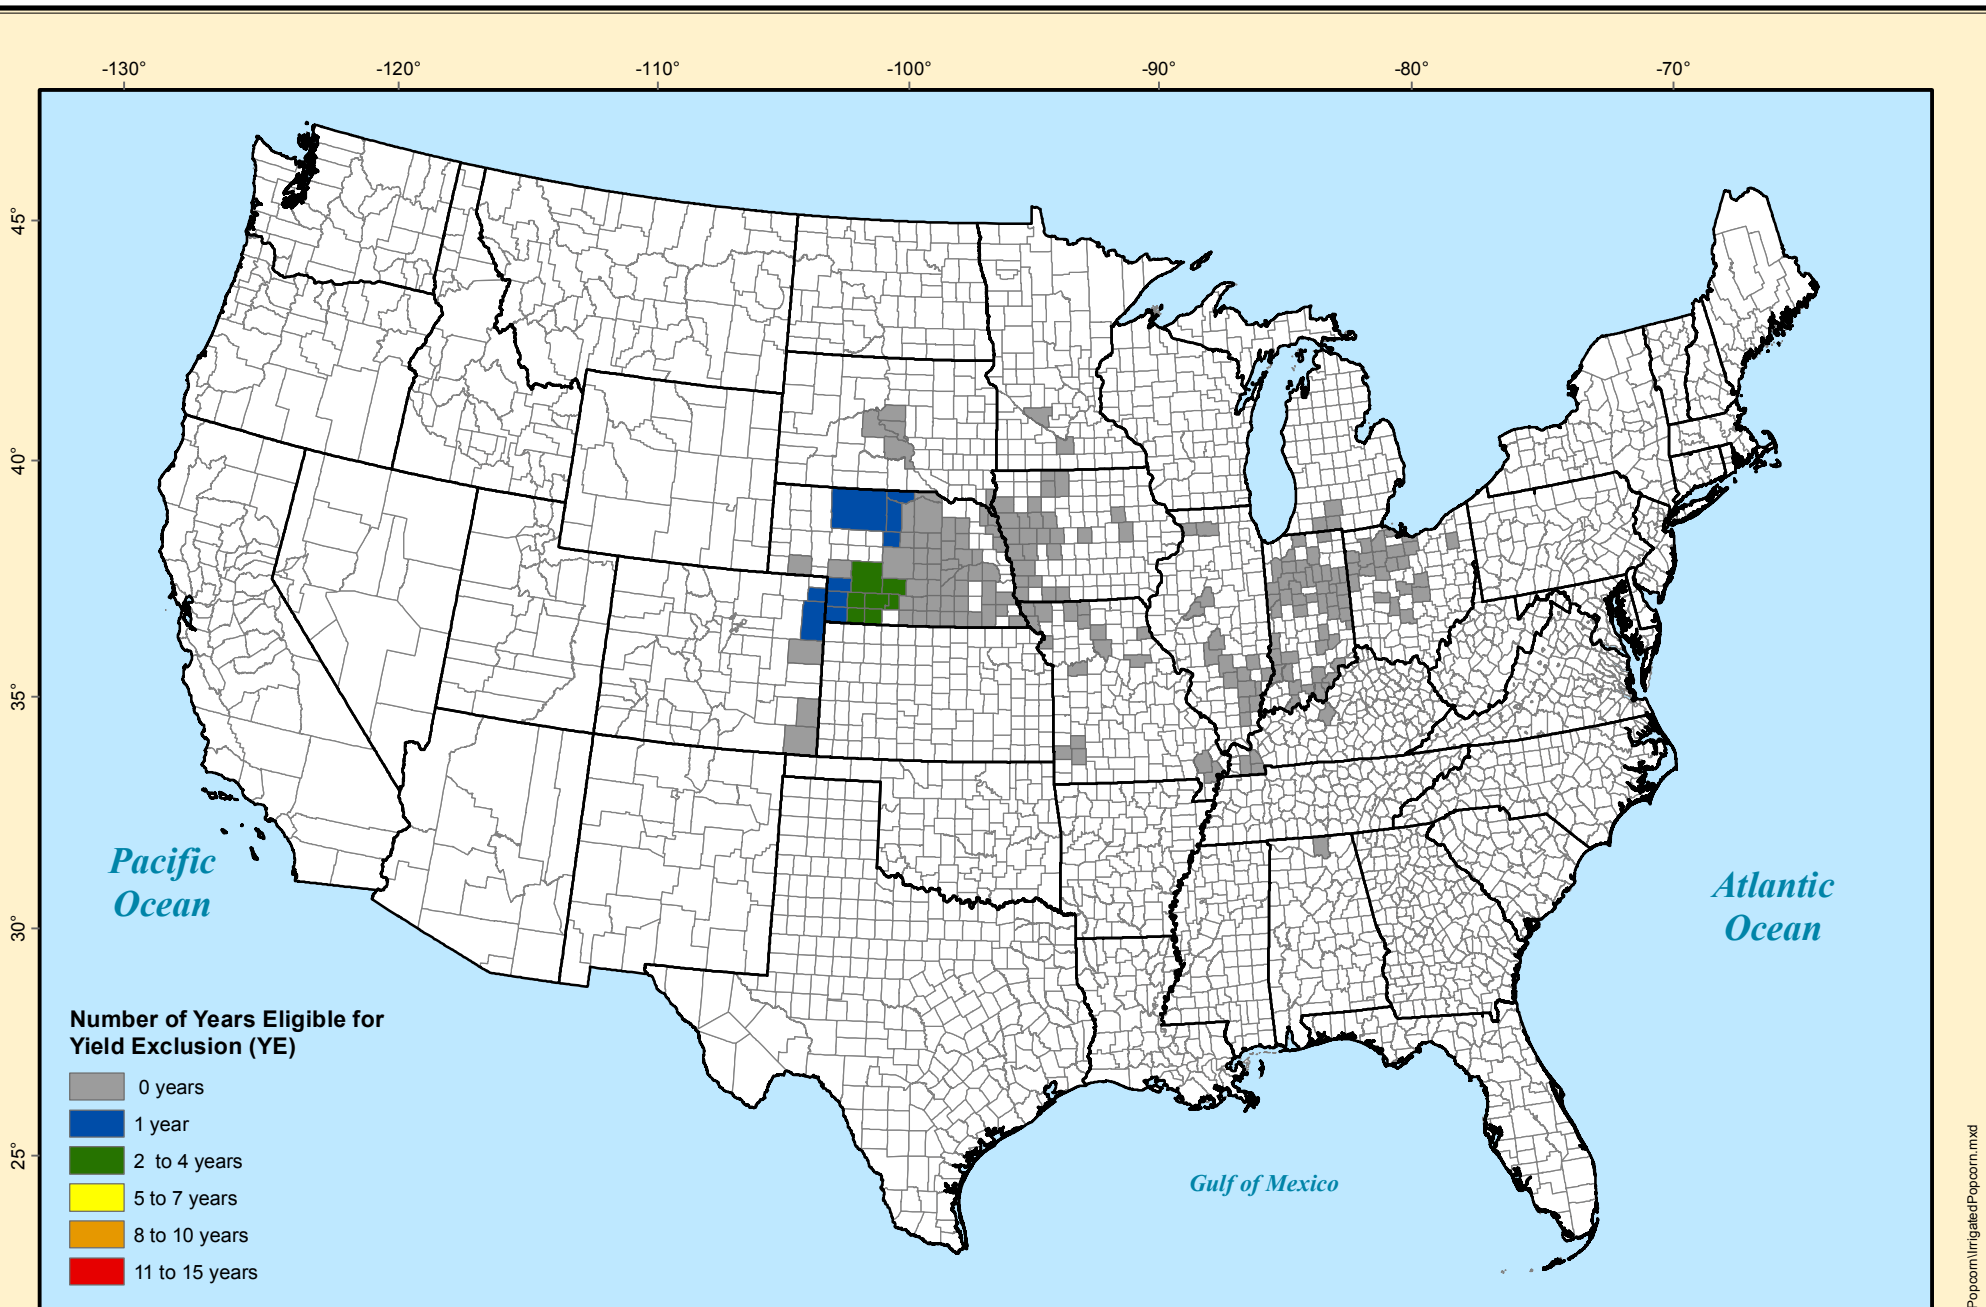 -130°
-120°
-110°
-100°
-90°
-80°
-70°
45°
40°
35°
30°
25°
Pacific
Ocean
Atlantic
Ocean
Gulf of Mexico
Number of Years Eligible for
Yield Exclusion (YE)
0 years
1 year
2 to 4 years
5 to 7 years
8 to 10 years
11 to 15 years
Popcorn\IrrigatedPopcorn.mxd